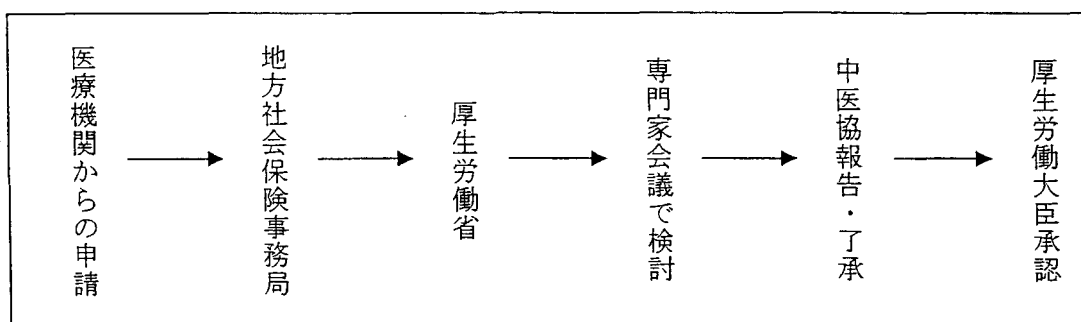 医療機関からの申請
地方社会保険事務局
厚生労働省
専門家会議で検討
中医協報告・了承
厚生労働大臣承認